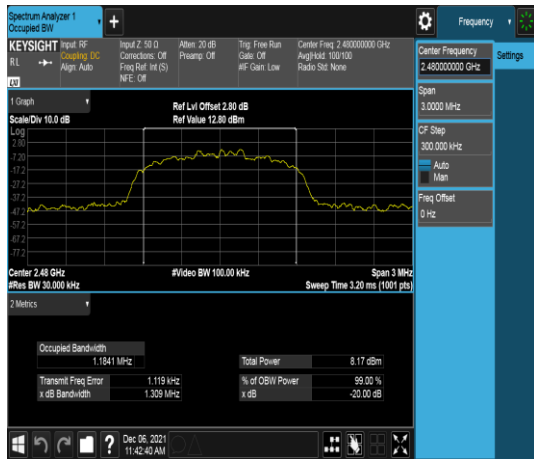 Spectrum Analyzer 1
Occupied BW
Frequency
KEYSIGHT
Input: RF
Coupling: DC
Align: Auto
R L
LXI
Input Z: 50 Ω
Corrections: Off
Freq Ref: Int (S)
NFE: Off
Atten: 20 dB
Preamp: Off
Trig: Free Run
Gate: Off
#IF Gain: Low
Center Freq: 2.480000000 GHz
Avg|Hold: 100/100
Radio Std: None
Center Frequency
2.480000000 GHz
Settings
Span
3.0000 MHz
CF Step
300.000 kHz
Auto
Man
Freq Offset
0 Hz
1 Graph
Scale/Div 10.0 dB
Ref Lvl Offset 2.80 dB
Ref Value 12.80 dBm
Log
2.80
-7.20
-17.2
-27.2
-37.2
-47.2
-57.2
-67.2
-77.2
Center 2.48 GHz
#Video BW 100.00 kHz
Span 3 MHz
#Res BW 30.000 kHz
Sweep Time 3.20 ms (1001 pts)
2 Metrics
Occupied Bandwidth
1.1841 MHz
Total Power
8.17 dBm
Transmit Freq Error
1.119 kHz
% of OBW Power
99.00 %
x dB Bandwidth
1.309 MHz
x dB
-20.00 dB
?
Dec 06, 2021
11:42:40 AM